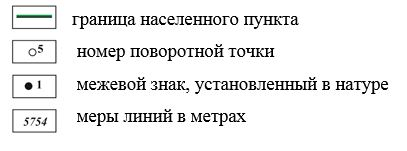 граница населенного пункта
5 номер поворотной точки
1 межевой знак, установленный в натуре
5754 меры линий в метрах